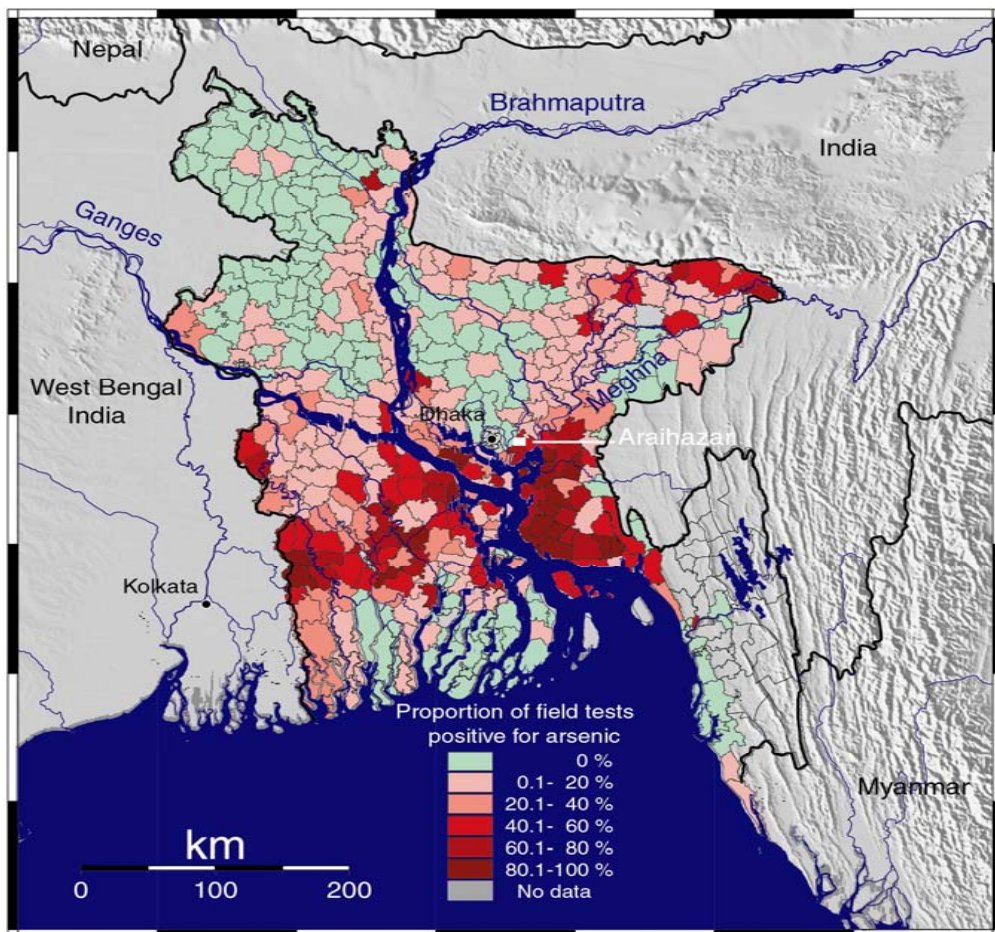 Nepal
Brahmaputra
India
Ganges
West Bengal
India
Meghna
Dhaka
Araihazar
Kolkata
Proportion of field tests
positive for arsenic
0 %
0.1- 20 %
20.1- 40 %
40.1- 60 %
60.1- 80 %
80.1-100 %
No data
Myanmar
km
0 100 200